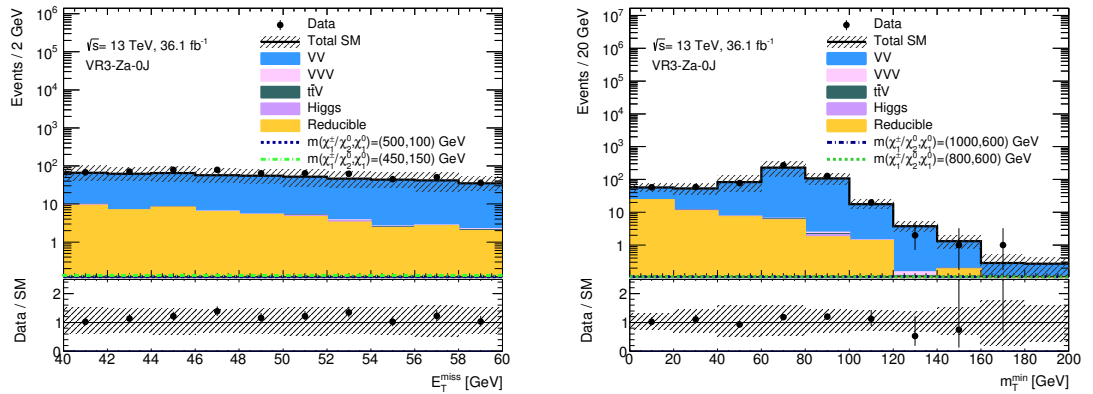 Events / 2 GeV
10⁶
10⁵
10⁴
10³
10²
10
1
√s= 13 TeV, 36.1 fb⁻¹
VR3-Za-0J
Data
Total SM
VV
VVV
tt̄V
Higgs
Reducible
m(χ̃₁±/χ̃₂⁰,χ̃₁⁰)=(500,100) GeV
m(χ̃₁±/χ̃₂⁰,χ̃₁⁰)=(450,150) GeV
Data / SM
2
1
0
40 42 44 46 48 50 52 54 56 58 60
E_T^miss [GeV]
Events / 20 GeV
10⁷
10⁶
10⁵
10⁴
10³
10²
10
1
√s= 13 TeV, 36.1 fb⁻¹
VR3-Za-0J
Data
Total SM
VV
VVV
tt̄V
Higgs
Reducible
m(χ̃₁±/χ̃₂⁰,χ̃₁⁰)=(1000,600) GeV
m(χ̃₁±/χ̃₂⁰,χ̃₁⁰)=(800,600) GeV
Data / SM
2
1
0
0 20 40 60 80 100 120 140 160 180 200
m_T^min [GeV]